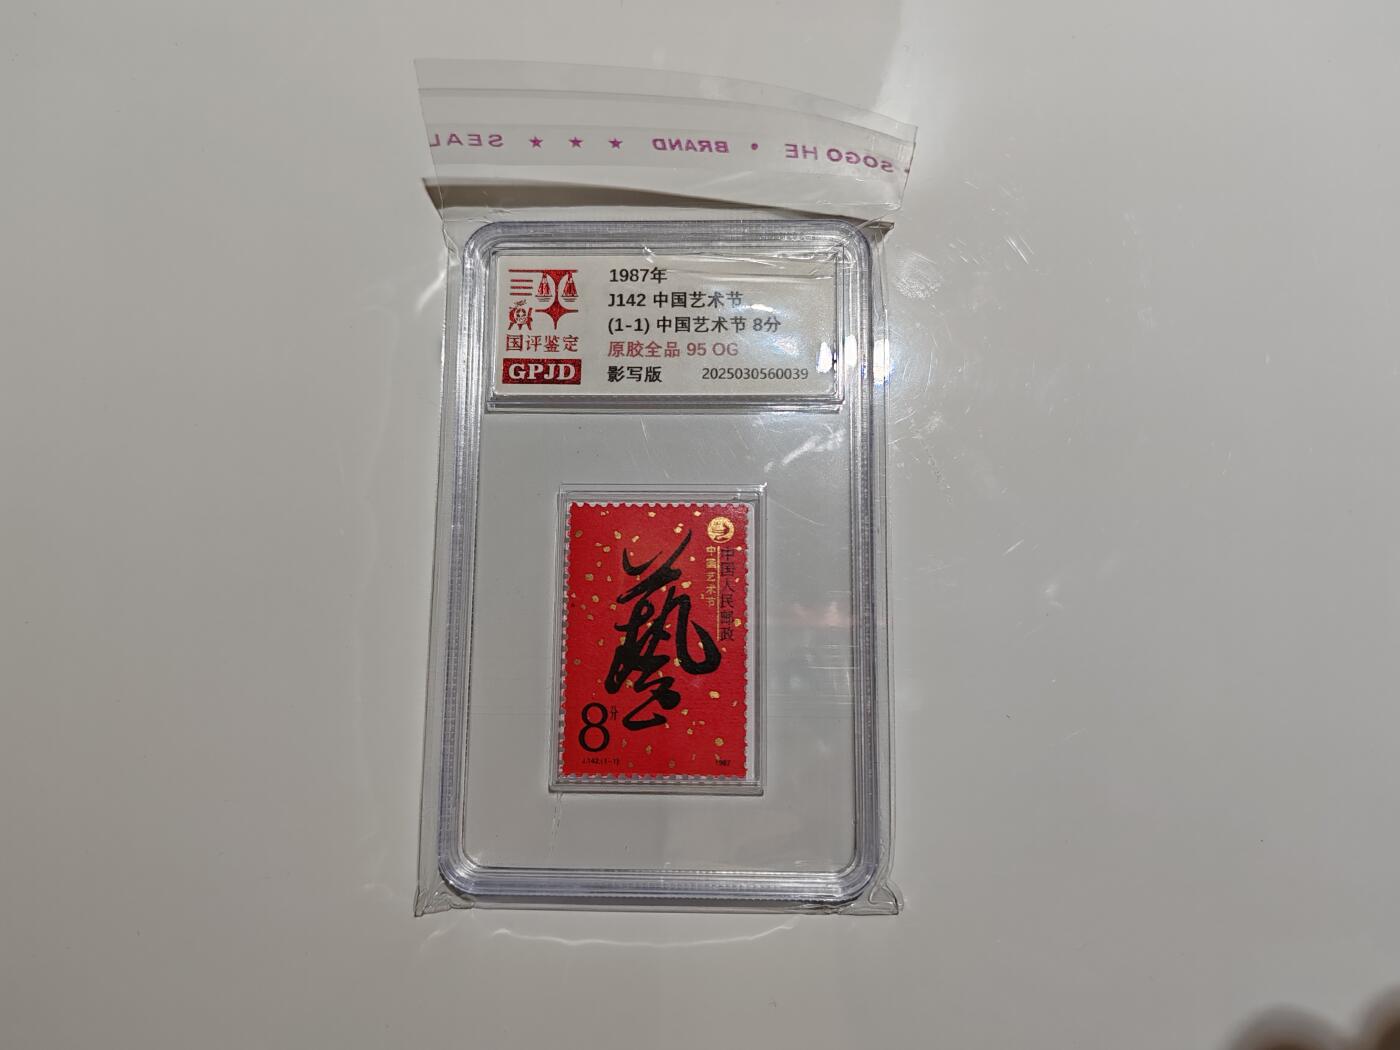 SEAL ★ ★ ★ BRAND • SOGO HE
1987年
J142 中国艺术节
(1-1) 中国艺术节 8分
原胶全品 95 OG
影写版 2025030560039
国评鉴定
GPJD
中国艺术节
中国人民邮政
藝
8分
J.142.(1-1)
1987